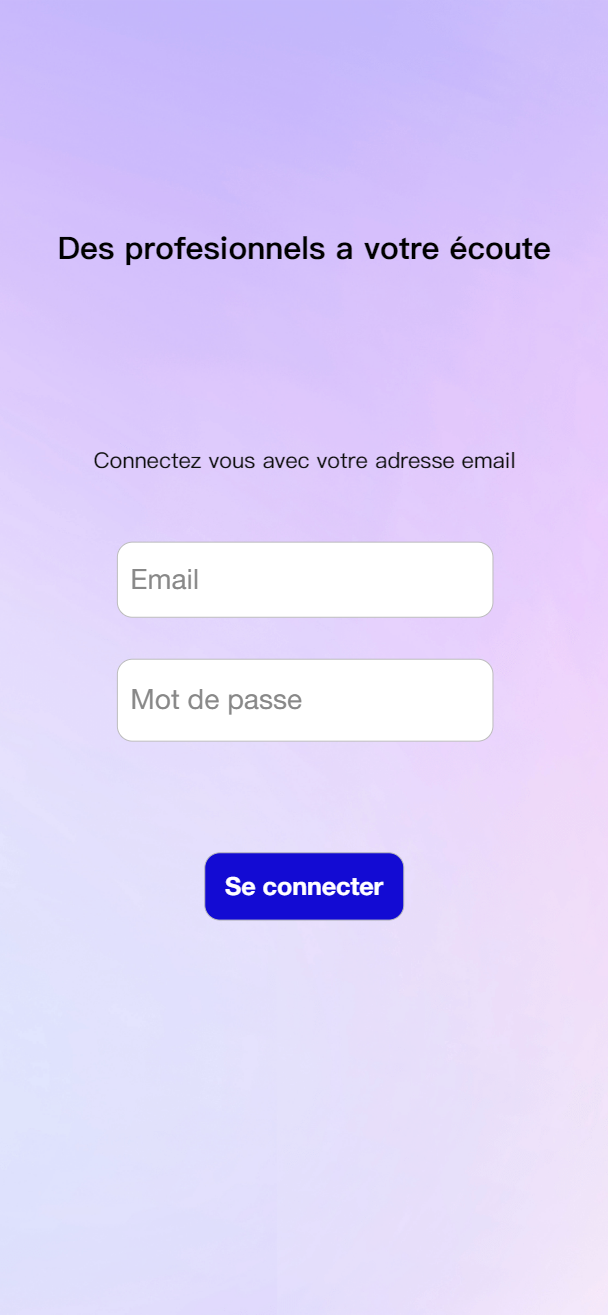 Des profesionnels a votre écoute
Connectez vous avec votre adresse email
Email
Mot de passe
Se connecter